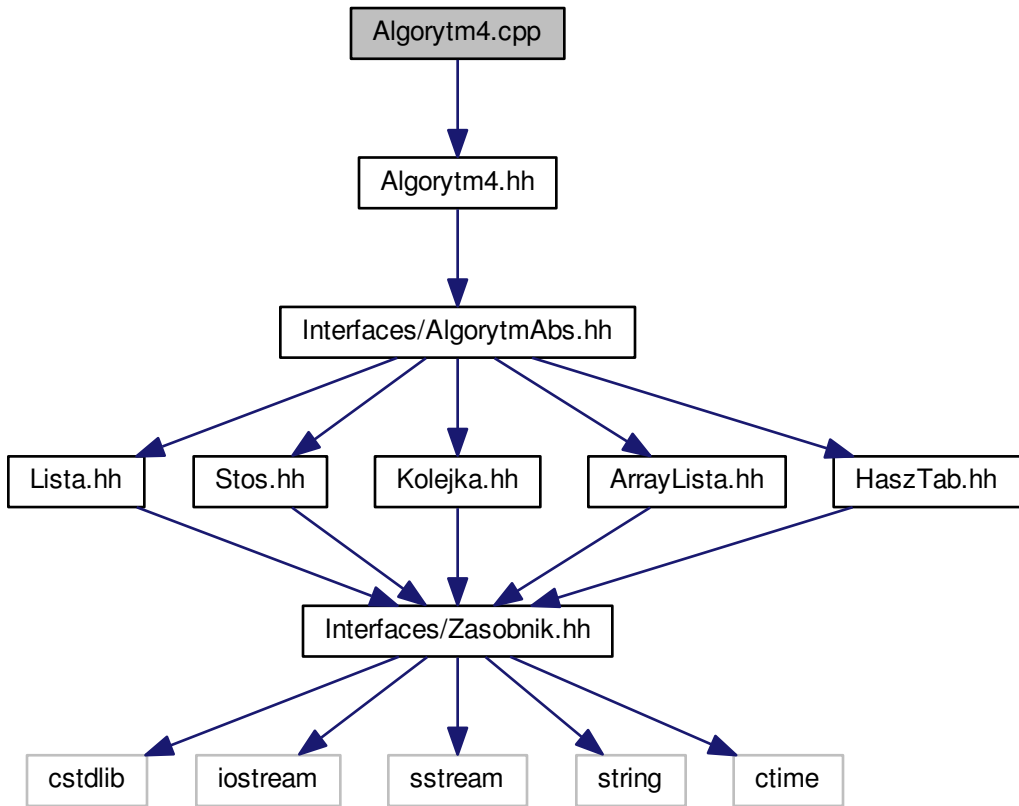 Algorytm4.cpp
Algorytm4.hh
Interfaces/AlgorytmAbs.hh
Lista.hh
Stos.hh
Kolejka.hh
ArrayLista.hh
HaszTab.hh
Interfaces/Zasobnik.hh
cstdlib
iostream
sstream
string
ctime